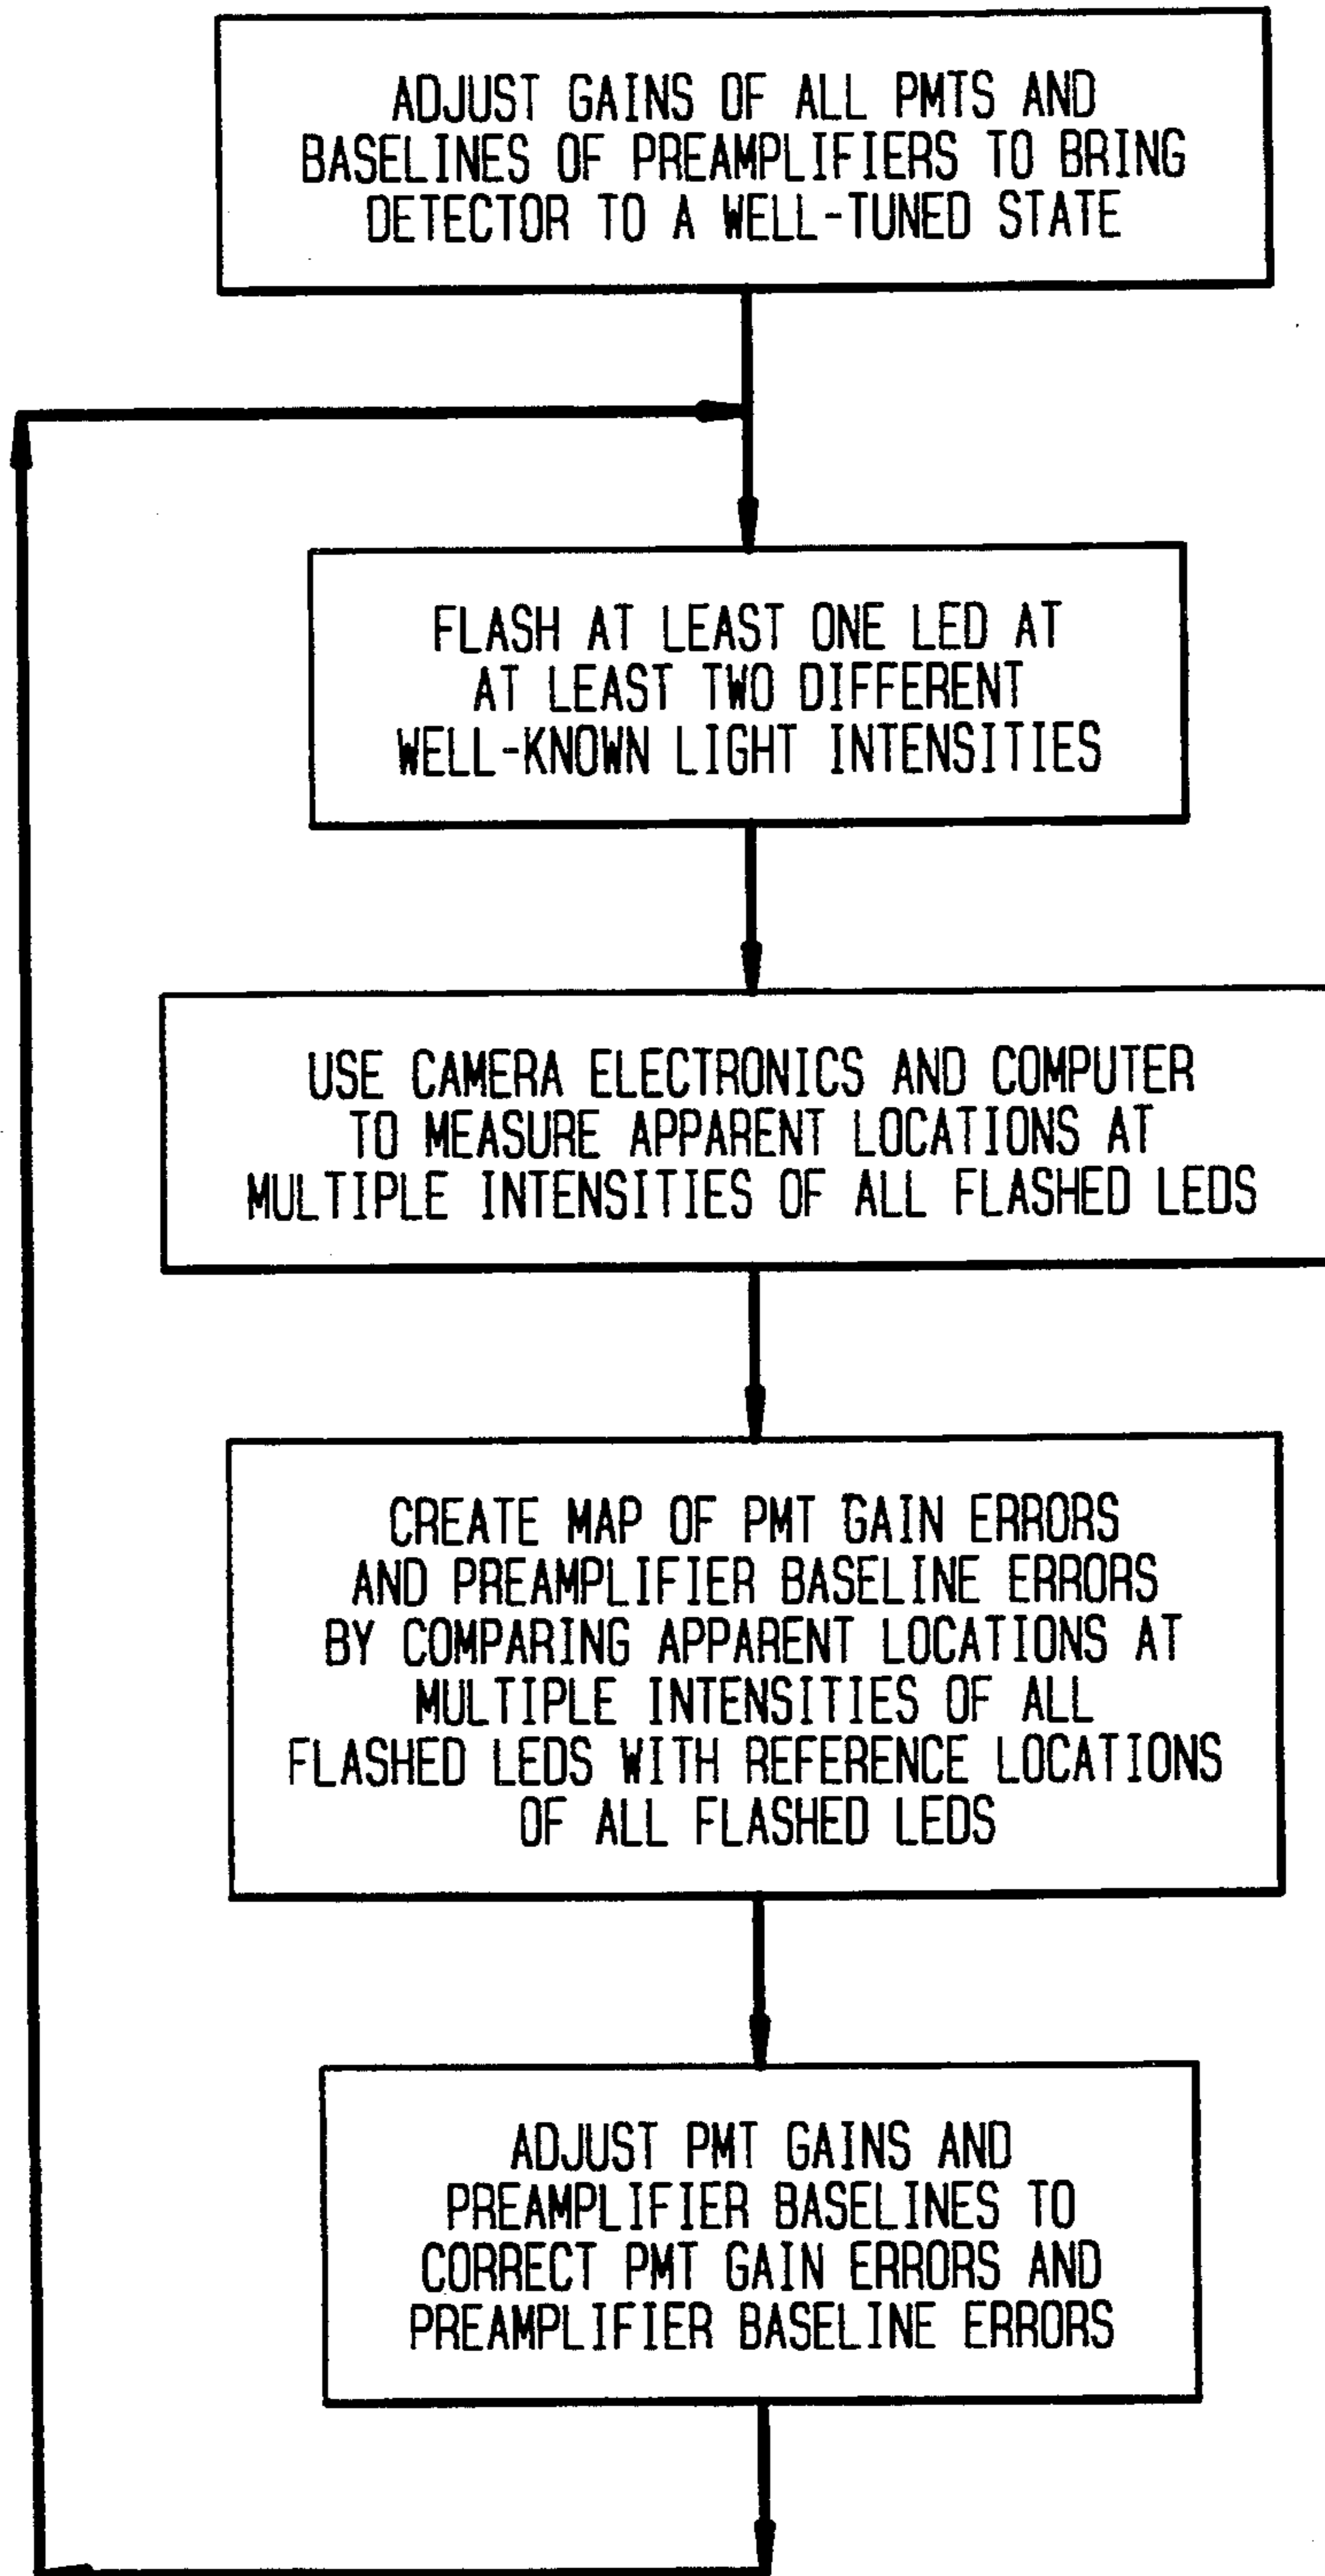 ADJUST GAINS OF ALL PMTS AND
BASELINES OF PREAMPLIFIERS TO BRING
DETECTOR TO A WELL-TUNED STATE
FLASH AT LEAST ONE LED AT
AT LEAST TWO DIFFERENT
WELL-KNOWN LIGHT INTENSITIES
USE CAMERA ELECTRONICS AND COMPUTER
TO MEASURE APPARENT LOCATIONS AT
MULTIPLE INTENSITIES OF ALL FLASHED LEDS
CREATE MAP OF PMT GAIN ERRORS
AND PREAMPLIFIER BASELINE ERRORS
BY COMPARING APPARENT LOCATIONS AT
MULTIPLE INTENSITIES OF ALL
FLASHED LEDS WITH REFERENCE LOCATIONS
OF ALL FLASHED LEDS
ADJUST PMT GAINS AND
PREAMPLIFIER BASELINES TO
CORRECT PMT GAIN ERRORS AND
PREAMPLIFIER BASELINE ERRORS